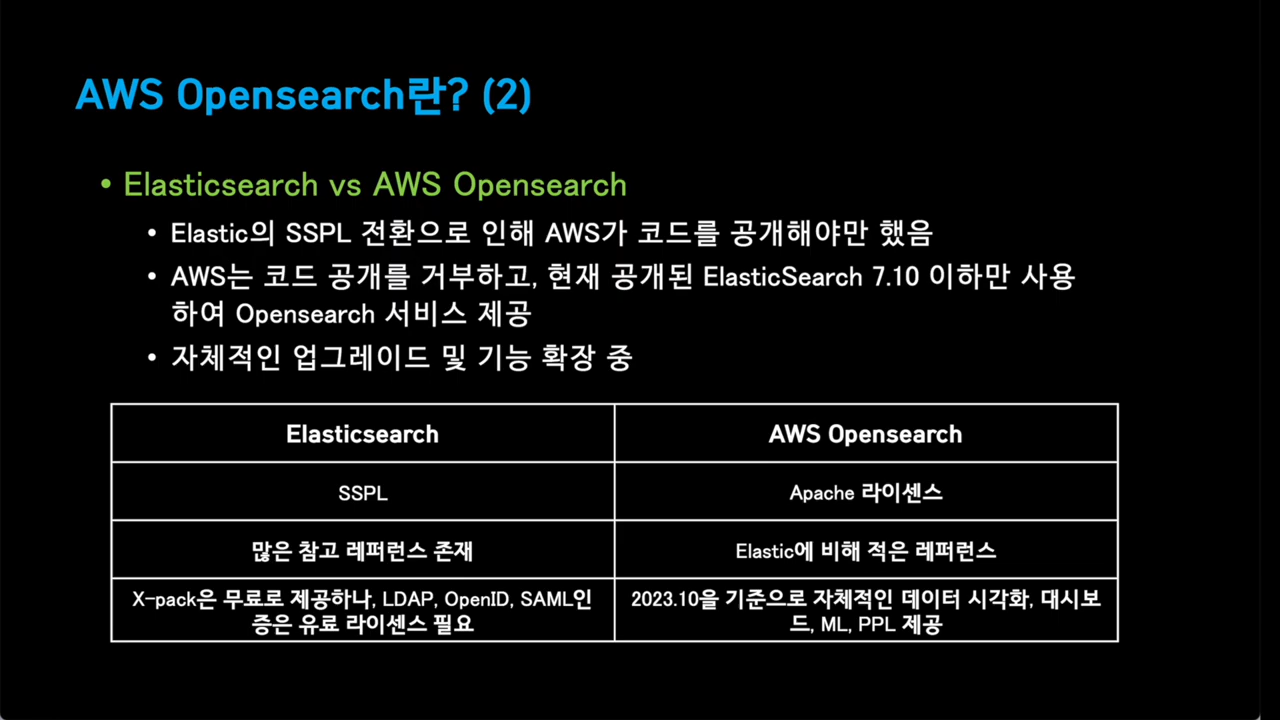 AWS Opensearch란? (2)
• Elasticsearch vs AWS Opensearch
• Elastic의 SSPL 전환으로 인해 AWS가 코드를 공개해야만 했음
• AWS는 코드 공개를 거부하고, 현재 공개된 ElasticSearch 7.10 이하만 사용
하여 Opensearch 서비스 제공
• 자체적인 업그레이드 및 기능 확장 중
Elasticsearch
AWS Opensearch
SSPL
Apache 라이센스
많은 참고 레퍼런스 존재
Elastic에 비해 적은 레퍼런스
X-pack은 무료로 제공하나, LDAP, OpenID, SAML인
증은 유료 라이센스 필요
2023.10을 기준으로 자체적인 데이터 시각화, 대시보
드, ML, PPL 제공